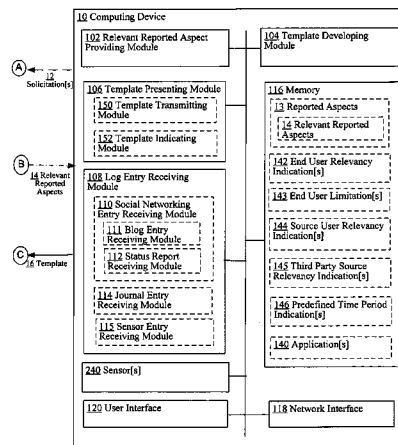 10 Computing Device
102 Relevant Reported Aspect
Providing Module
104 Template Developing
Module
A
12
Solicitation[s]
106 Template Presenting Module
150 Template Transmitting
Module
152 Template Indicating
Module
B
14 Relevant
Reported
Aspects
108 Log Entry Receiving
Module
110 Social Networking
Entry Receiving Module
111 Blog Entry
Receiving Module
112 Status Report
Receiving Module
C
16 Template
114 Journal Entry
Receiving Module
115 Sensor Entry
Receiving Module
116 Memory
13 Reported Aspects
14 Relevant Reported
Aspects
142 End User Relevancy
Indication[s]
143 End User Limitation[s]
144 Source User Relevancy
Indication[s]
145 Third Party Source
Relevancy Indication[s]
146 Predefined Time Period
Indication[s]
140 Application[s]
240 Sensor[s]
120 User Interface
118 Network Interface